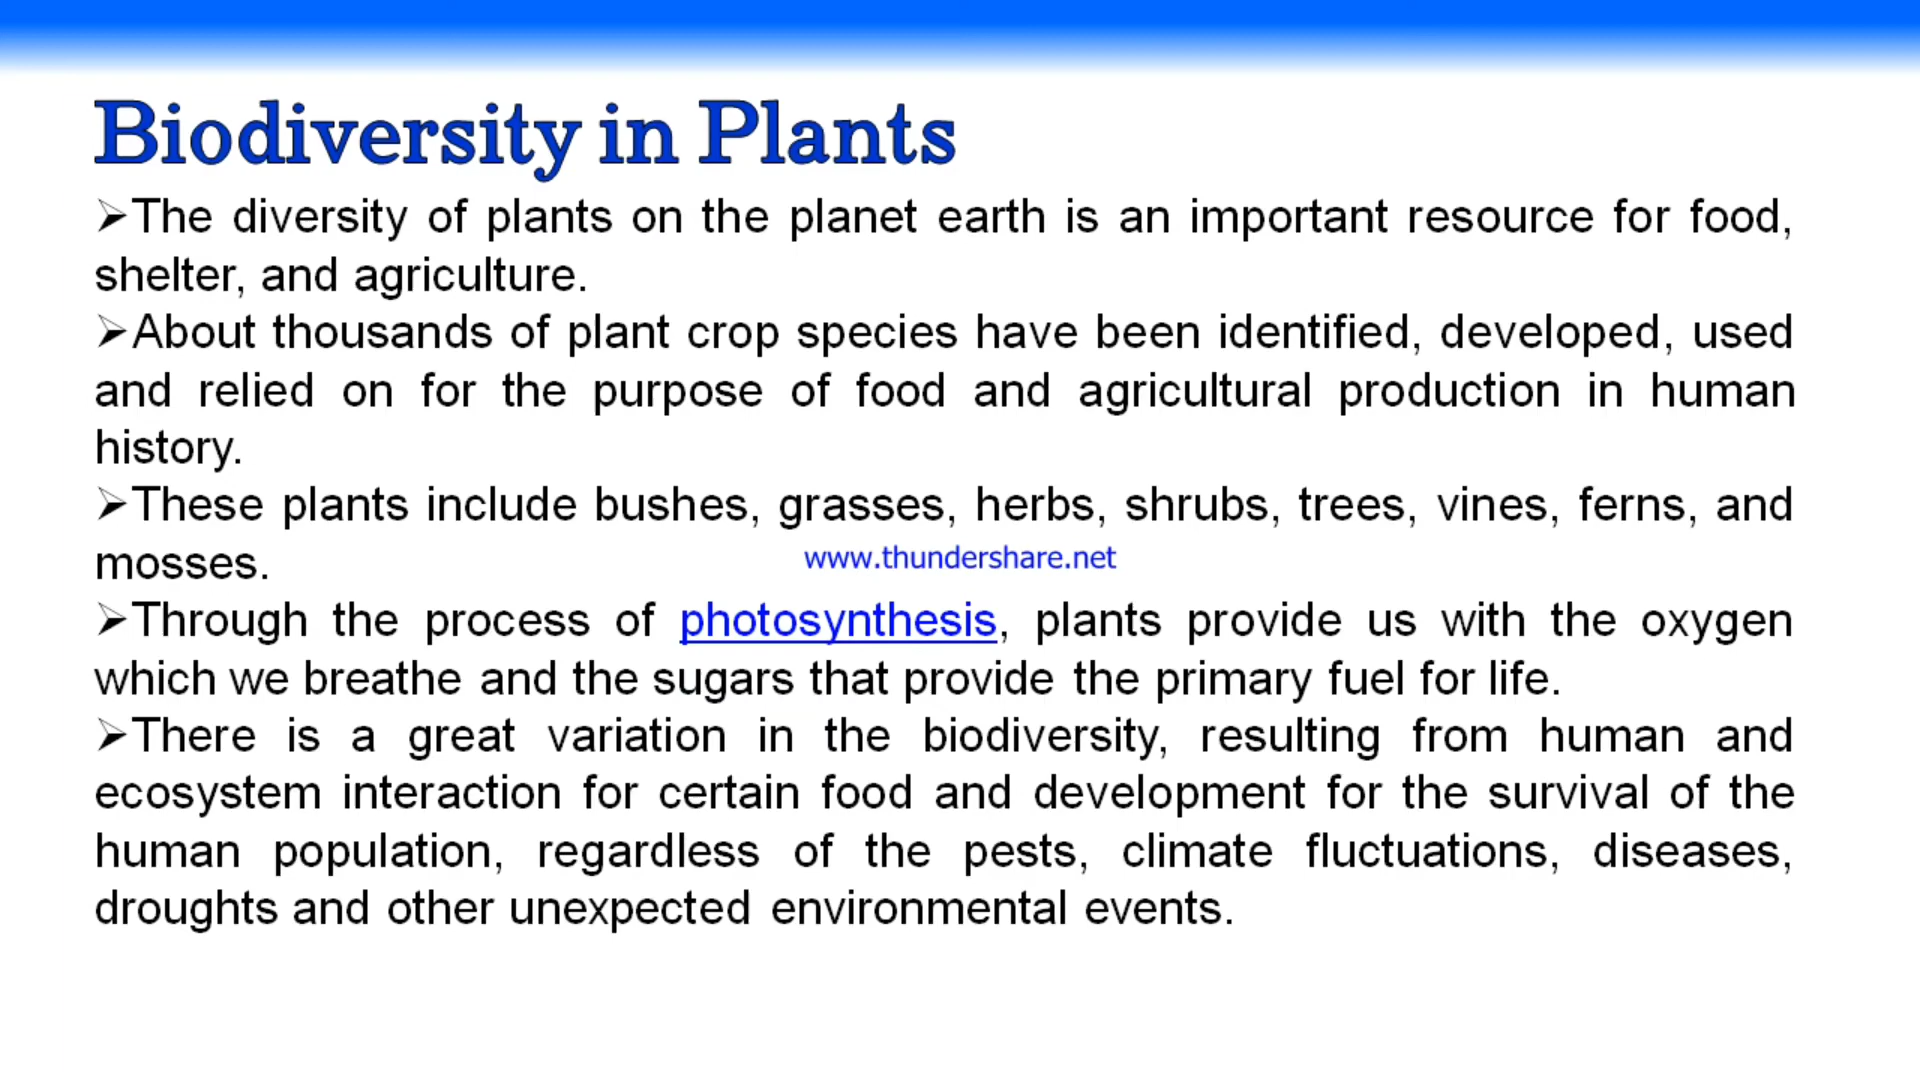 Biodiversity in Plants
➢The diversity of plants on the planet earth is an important resource for food,
shelter, and agriculture.
➢About thousands of plant crop species have been identified, developed, used
and relied on for the purpose of food and agricultural production in human
history.
➢These plants include bushes, grasses, herbs, shrubs, trees, vines, ferns, and
mosses.
www.thundershare.net
➢Through the process of photosynthesis, plants provide us with the oxygen
which we breathe and the sugars that provide the primary fuel for life.
➢There is a great variation in the biodiversity, resulting from human and
ecosystem interaction for certain food and development for the survival of the
human population, regardless of the pests, climate fluctuations, diseases,
droughts and other unexpected environmental events.